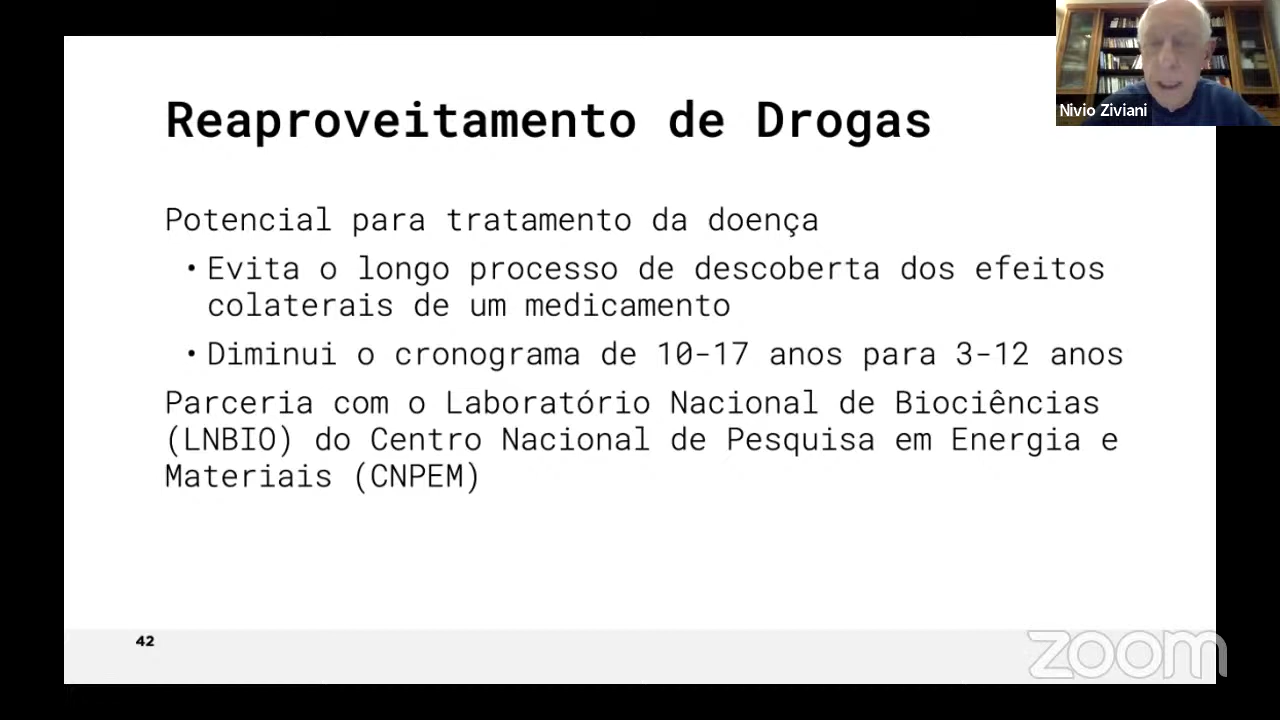 Nivio Ziviani
Reaproveitamento de Drogas
Potencial para tratamento da doença
• Evita o longo processo de descoberta dos efeitos
colaterais de um medicamento
• Diminui o cronograma de 10-17 anos para 3-12 anos
Parceria com o Laboratório Nacional de Biociências
(LNBIO) do Centro Nacional de Pesquisa em Energia e
Materiais (CNPEM)
42
zoom